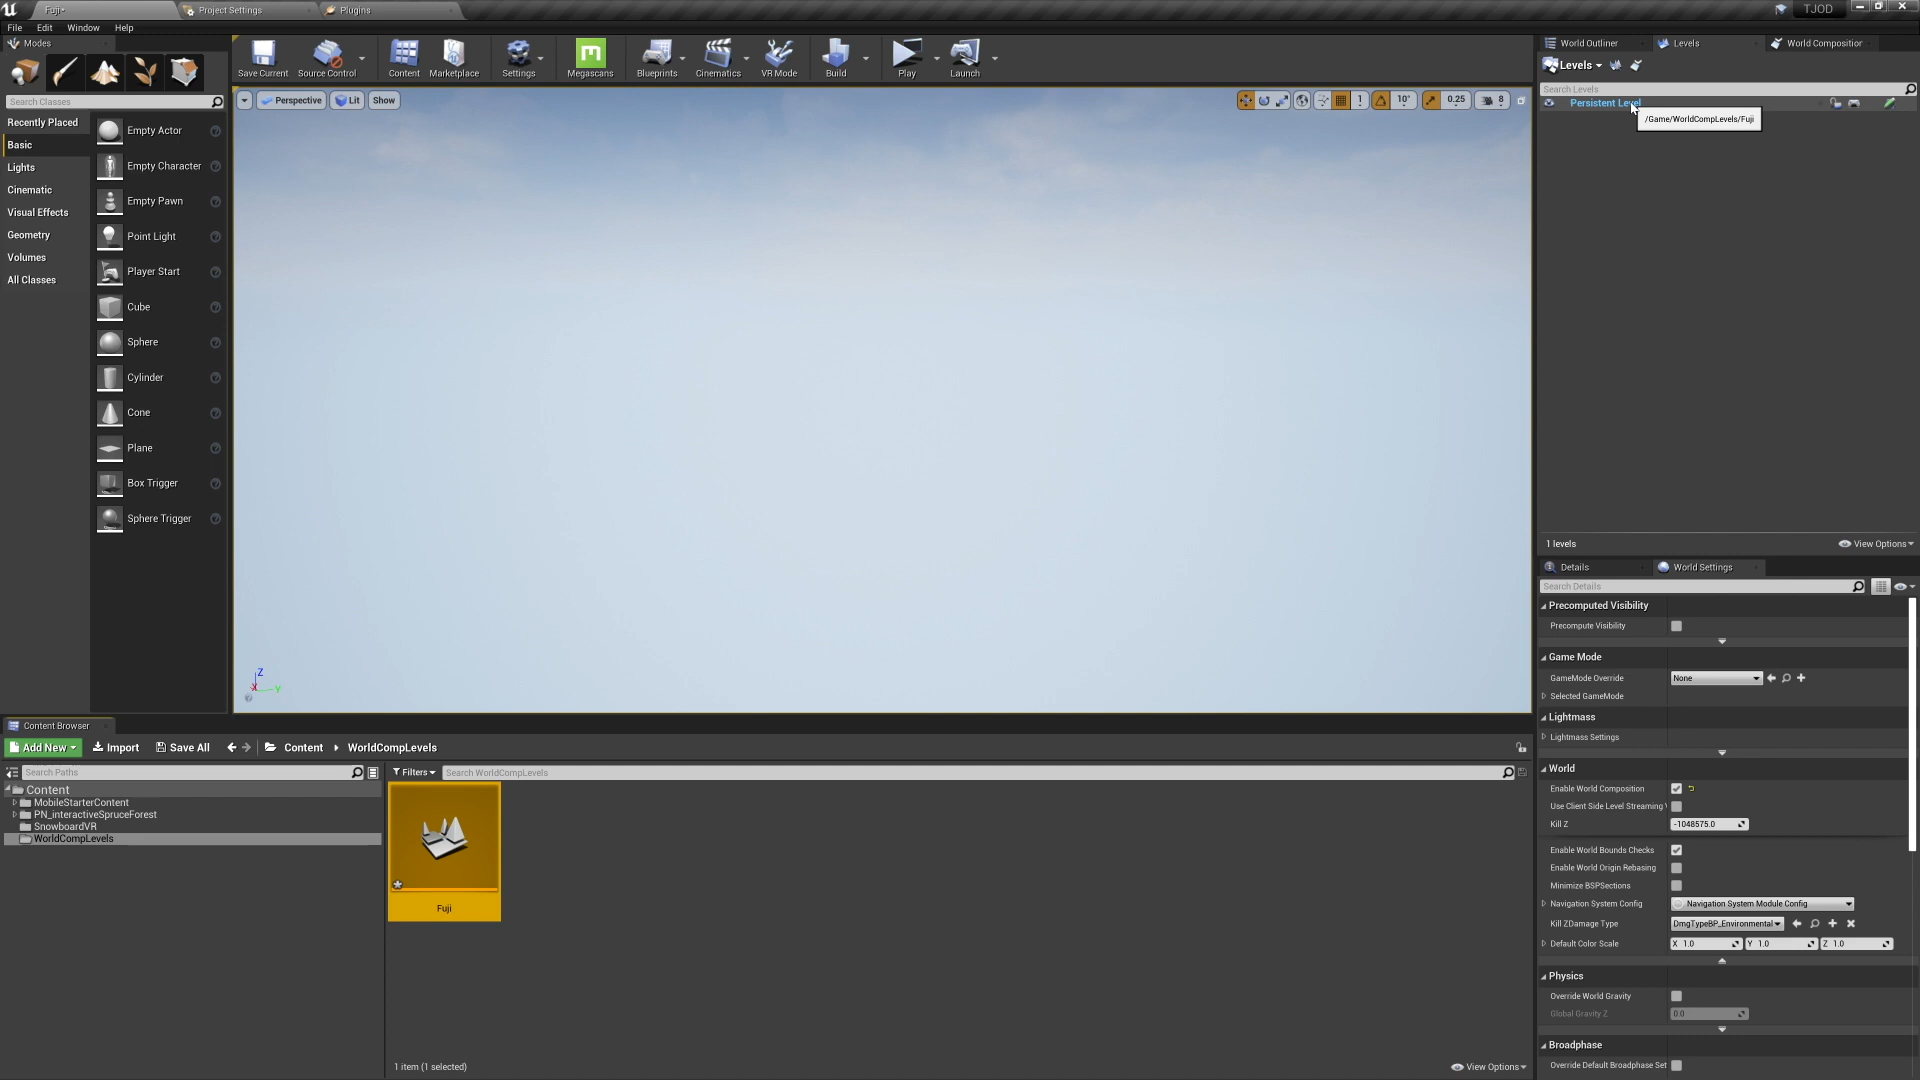 Fuji*
Project Settings
Plugins
TJOD
File Edit Window Help
Modes
Save Current
Source Control
Content
Marketplace
Settings
Megascans
Blueprints
Cinematics
VR Mode
Build
Play
Launch
World Outliner
Levels
World Composition
Levels
Search Levels
Persistent Level
/Game/WorldCompLevels/Fuji
Search Classes
Recently Placed
Basic
Lights
Cinematic
Visual Effects
Geometry
Volumes
All Classes
Empty Actor
Empty Character
Empty Pawn
Point Light
Player Start
Cube
Sphere
Cylinder
Cone
Plane
Box Trigger
Sphere Trigger
Perspective
Lit
Show
1
10°
0.25
8
Z
X
Y
1 levels
View Options
Details
World Settings
Search Details
Precomputed Visibility
Precompute Visibility
Game Mode
GameMode Override
None
Selected GameMode
Lightmass
Lightmass Settings
World
Enable World Composition
Use Client Side Level Streaming
Kill Z
-1048575.0
Enable World Bounds Checks
Enable World Origin Rebasing
Minimize BSPSections
Navigation System Config
Navigation System Module Config
Kill ZDamage Type
DmgTypeBP_Environmental
Default Color Scale
X 1.0
Y 1.0
Z 1.0
Physics
Override World Gravity
Global Gravity Z
0.0
Broadphase
Override Default Broadphase Set
Content Browser
Add New
Import
Save All
Content
WorldCompLevels
Search Paths
Filters
Search WorldCompLevels
Content
MobileStarterContent
PN_interactiveSpruceForest
SnowboardVR
WorldCompLevels
Fuji
1 item (1 selected)
View Options